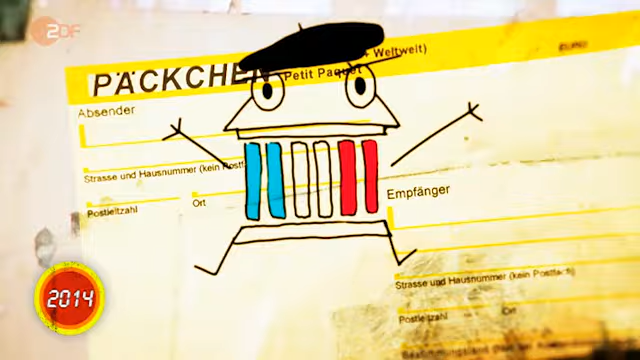 ZDF
+ Weltweit)
PÄCKCHEN Petit Paquet
Absender
Strasse und Hausnummer (kein Postf
Postleitzahl Ort
Empfänger
Strasse und Hausnummer (kein Postfach)
Postleitzahl Ort
2014